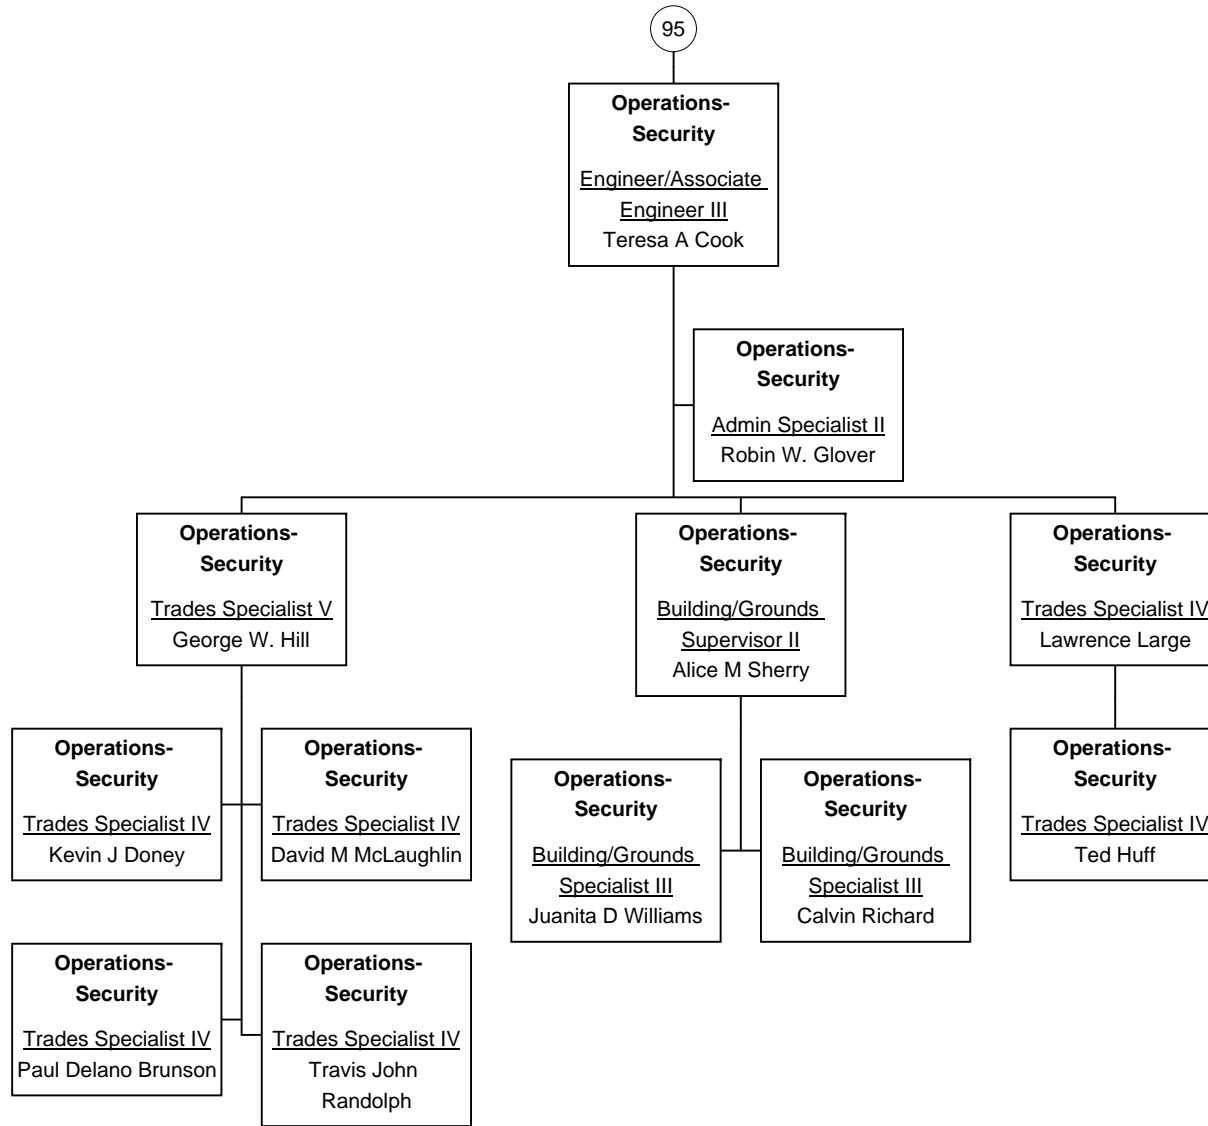 95
Operations-
Security
Engineer/Associate
Engineer III
Teresa A Cook
Operations-
Security
Admin Specialist II
Robin W. Glover
Operations-
Security
Trades Specialist V
George W. Hill
Operations-
Security
Building/Grounds
Supervisor II
Alice M Sherry
Operations-
Security
Trades Specialist IV
Lawrence Large
Operations-
Security
Trades Specialist IV
Kevin J Doney
Operations-
Security
Trades Specialist IV
David M McLaughlin
Operations-
Security
Building/Grounds
Specialist III
Juanita D Williams
Operations-
Security
Building/Grounds
Specialist III
Calvin Richard
Operations-
Security
Trades Specialist IV
Ted Huff
Operations-
Security
Trades Specialist IV
Paul Delano Brunson
Operations-
Security
Trades Specialist IV
Travis John
Randolph